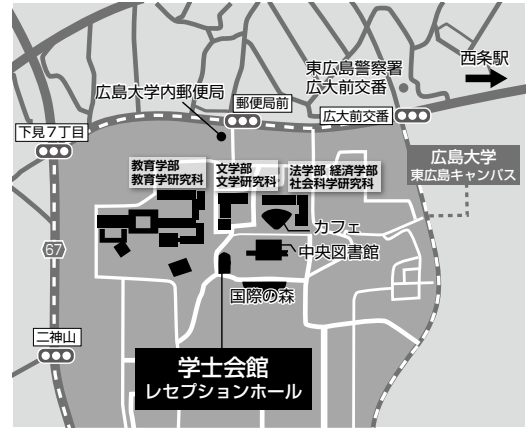 西条駅
東広島警察署
広大前交番
広島大学内郵便局
郵便局前
広大前交番
下見7丁目
広島大学
東広島キャンパス
教育学部
教育学研究科
文学部
文学研究科
法学部 経済学部
社会科学研究科
カフェ
67
中央図書館
国際の森
二神山
学士会館
レセプションホール